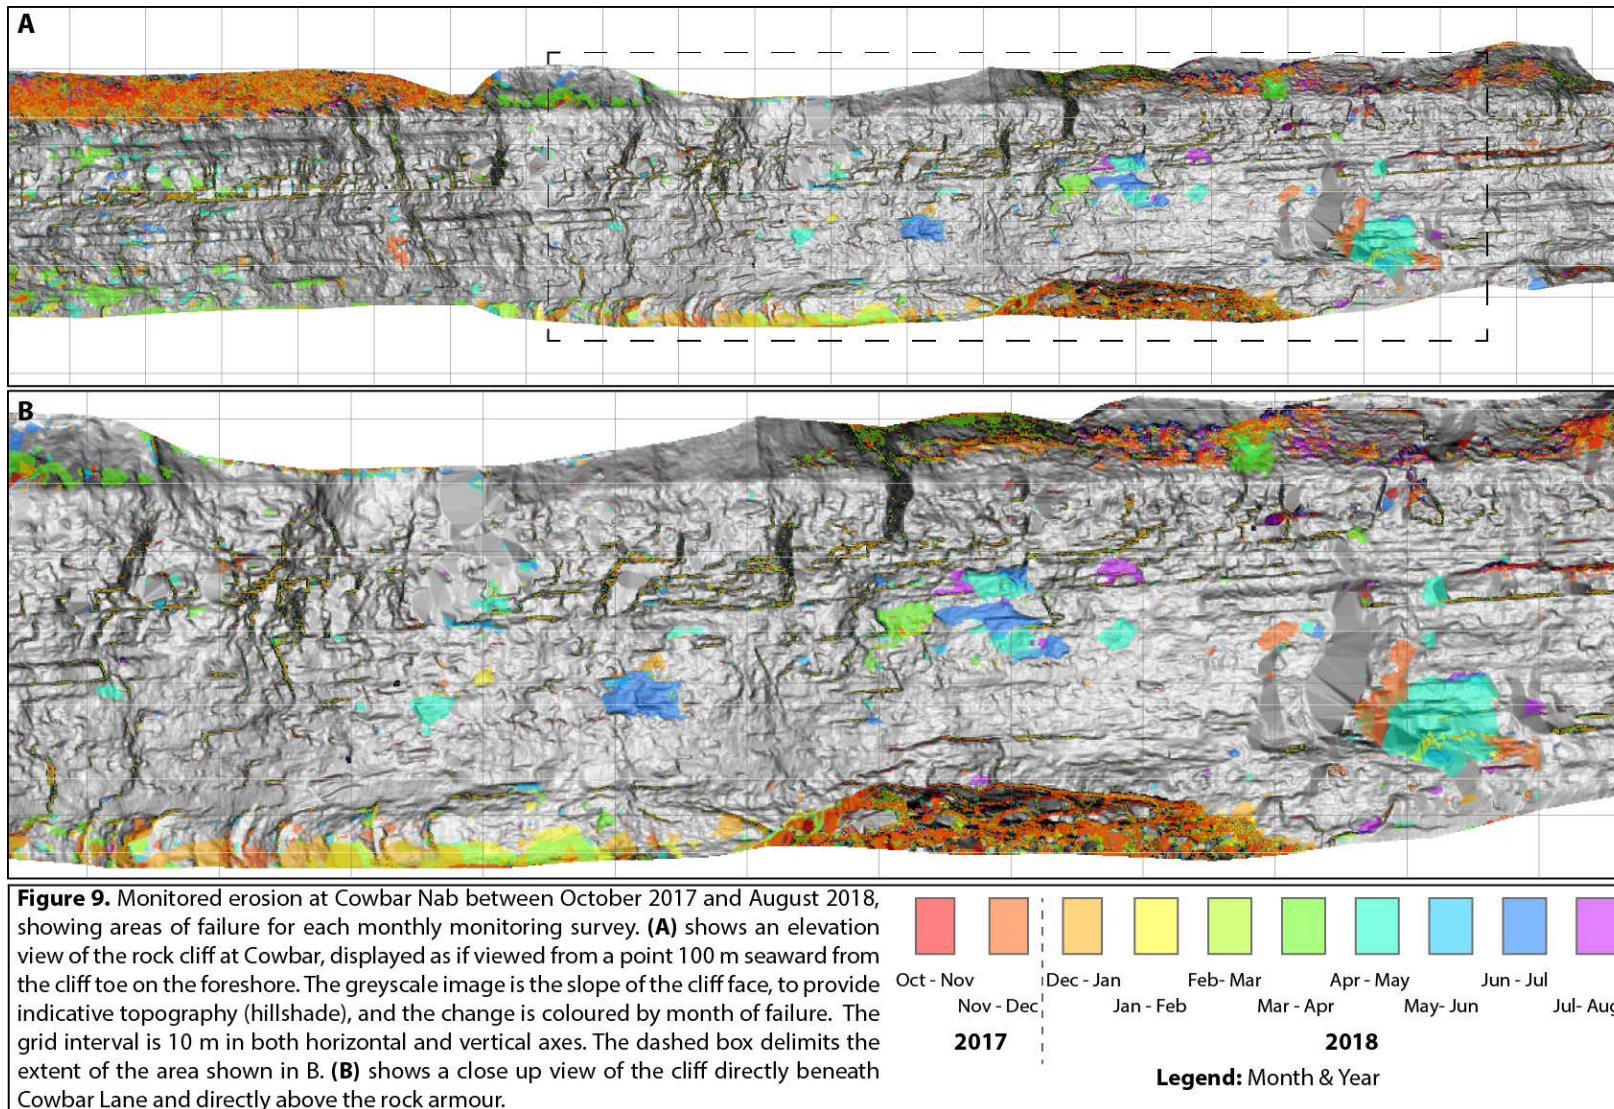 A
B
Figure 9. Monitored erosion at Cowbar Nab between October 2017 and August 2018,
showing areas of failure for each monthly monitoring survey. (A) shows an elevation
view of the rock cliff at Cowbar, displayed as if viewed from a point 100 m seaward from
the cliff toe on the foreshore. The greyscale image is the slope of the cliff face, to provide
indicative topography (hillshade), and the change is coloured by month of failure. The
grid interval is 10 m in both horizontal and vertical axes. The dashed box delimits the
extent of the area shown in B. (B) shows a close up view of the cliff directly beneath
Cowbar Lane and directly above the rock armour.
Oct - Nov
Nov - Dec
Dec - Jan
Jan - Feb
Feb- Mar
Mar - Apr
Apr - May
May- Jun
Jun - Jul
Jul- Aug
2017
2018
Legend: Month & Year